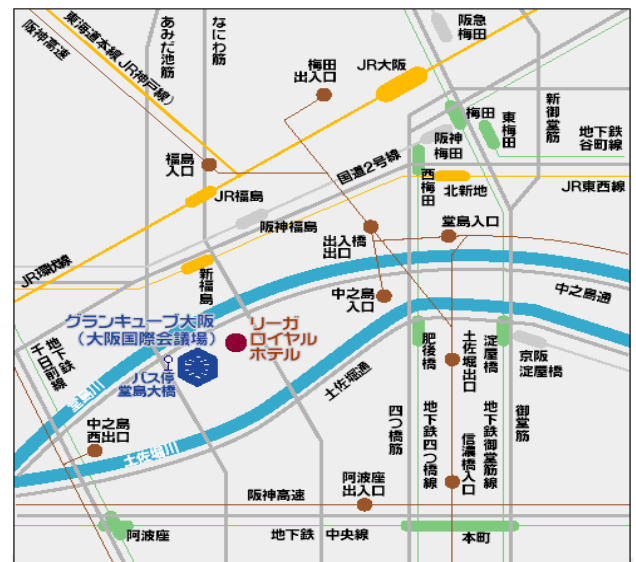 阪神高速
東海道本線(JR神戸線)
あみだ池筋
なにわ筋
梅田
出入口
JR大阪
阪急
梅田
新御堂筋
梅田
東梅田
地下鉄
谷町線
阪神
梅田
国道2号線
西梅田
北新地
JR東西線
福島
入口
JR福島
阪神福島
出入橋
出口
堂島入口
JR環状線
新福島
中之島
入口
中之島通
グランキューブ大阪
(大阪国際会議場)
リーガ
ロイヤル
ホテル
バス停
堂島大橋
地下鉄
千日前線
堂島川
土佐堀通
肥後橋
土佐堀出口
淀屋橋
京阪
淀屋橋
中之島
西出口
土佐堀川
四つ橋筋
地下鉄四つ橋線
信濃橋入口
地下鉄御堂筋線
御堂筋
阿波座
出入口
阪神高速
阿波座
地下鉄 中央線
本町